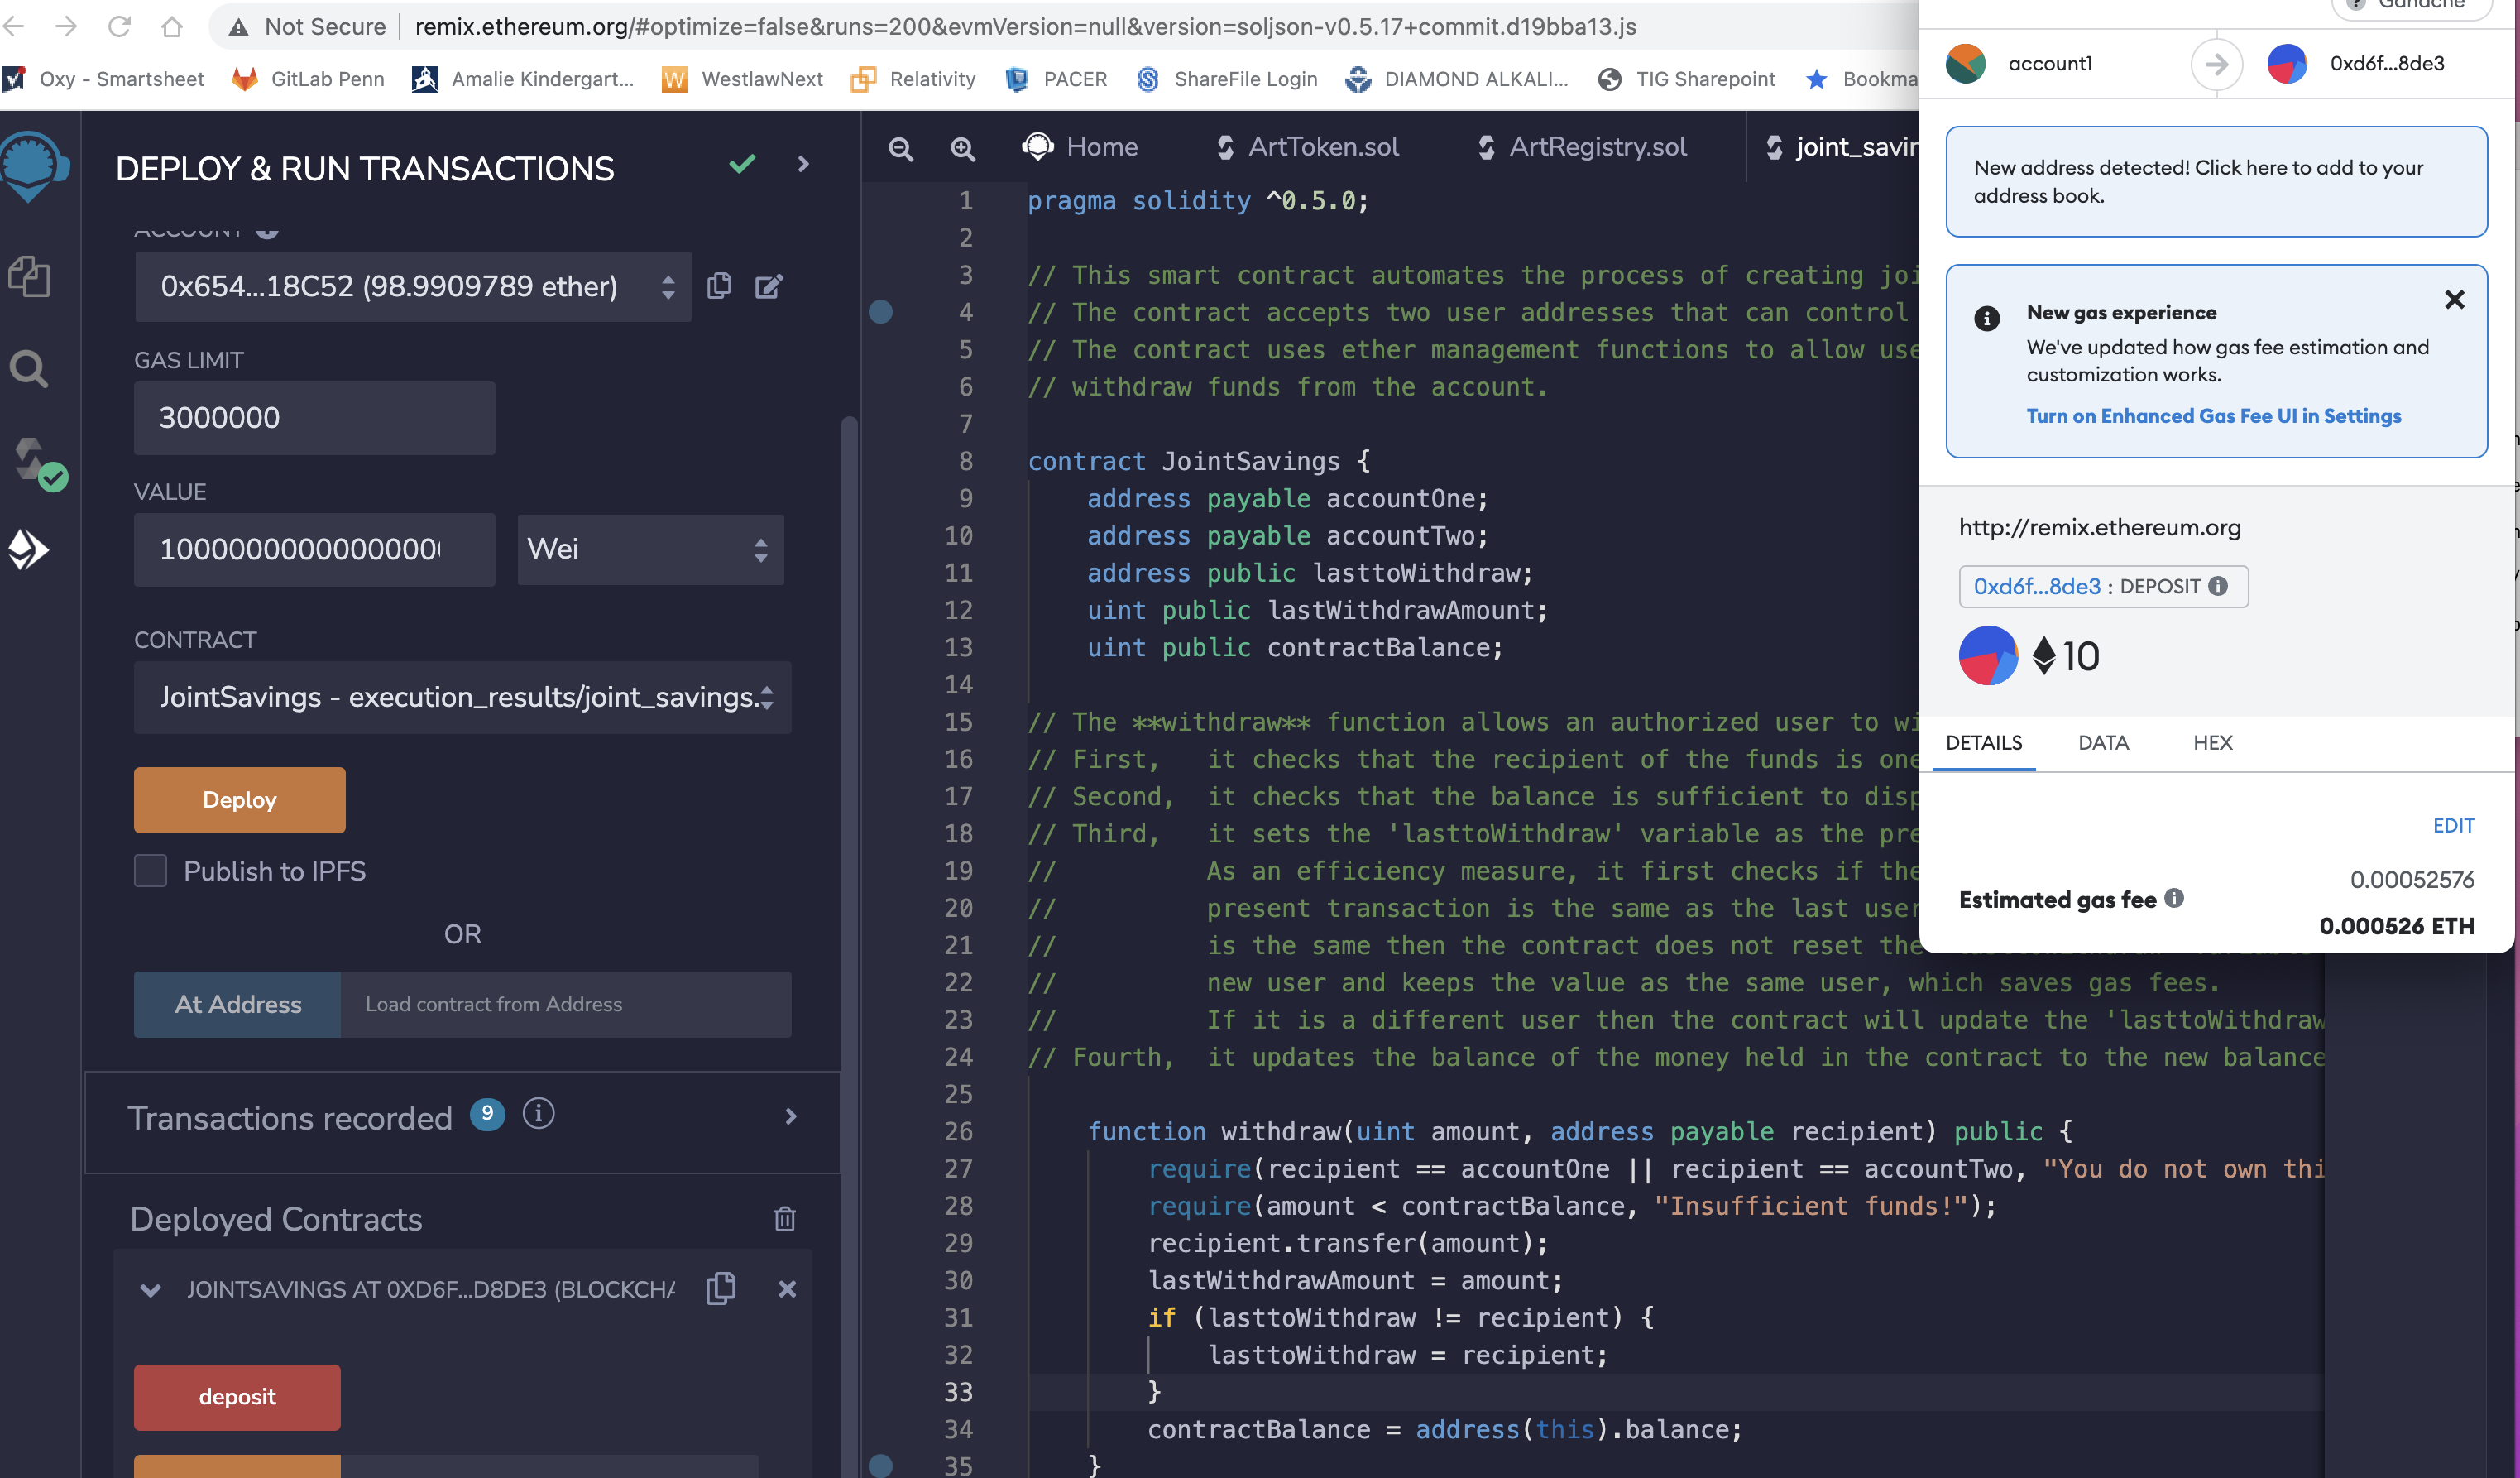 Not Secure | remix.ethereum.org/#optimize=false&runs=200&evmVersion=null&version=soljson-v0.5.17+commit.d19bba13.js
Oxy - Smartsheet GitLab Penn Amalie Kindergart... WestlawNext Relativity PACER ShareFile Login DIAMOND ALKALI... TIG Sharepoint Bookma
DEPLOY & RUN TRANSACTIONS
ACCOUNT
0x654...18C52 (98.9909789 ether)
GAS LIMIT
3000000
VALUE
Wei
CONTRACT
JointSavings - execution_results/joint_savings.
Deploy
Publish to IPFS
OR
At Address Load contract from Address
Transactions recorded 9 i
Deployed Contracts
JOINTSAVINGS AT 0XD6F...D8DE3 (BLOCKCHA
deposit
Home ArtToken.sol ArtRegistry.sol joint_savin
1 pragma solidity ^0.5.0;
2
3 // This smart contract automates the process of creating joi
4 // The contract accepts two user addresses that can control
5 // The contract uses ether management functions to allow use
6 // withdraw funds from the account.
7
8 contract JointSavings {
9 address payable accountOne;
10 address payable accountTwo;
11 address public lasttoWithdraw;
12 uint public lastWithdrawAmount;
13 uint public contractBalance;
14
15 // The **withdraw** function allows an authorized user to wi
16 // First, it checks that the recipient of the funds is one
17 // Second, it checks that the balance is sufficient to disp
18 // Third, it sets the 'lasttoWithdraw' variable as the pre
19 // As an efficiency measure, it first checks if the
20 // present transaction is the same as the last user
21 // is the same then the contract does not reset the
22 // new user and keeps the value as the same user, which saves gas fees.
23 // If it is a different user then the contract will update the 'lasttoWithdraw
24 // Fourth, it updates the balance of the money held in the contract to the new balance
25
26 function withdraw(uint amount, address payable recipient) public {
27 require(recipient == accountOne || recipient == accountTwo, "You do not own thi
28 require(amount < contractBalance, "Insufficient funds!");
29 recipient.transfer(amount);
30 lastWithdrawAmount = amount;
31 if (lasttoWithdraw != recipient) {
32 lasttoWithdraw = recipient;
33 }
34 contractBalance = address(this).balance;
35 }
Ganache
account1 0xd6f...8de3
New address detected! Click here to add to your
address book.
New gas experience
We've updated how gas fee estimation and
customization works.
Turn on Enhanced Gas Fee UI in Settings
http://remix.ethereum.org
0xd6f...8de3 : DEPOSIT
10
DETAILS DATA HEX
EDIT
0.00052576
Estimated gas fee
0.000526 ETH